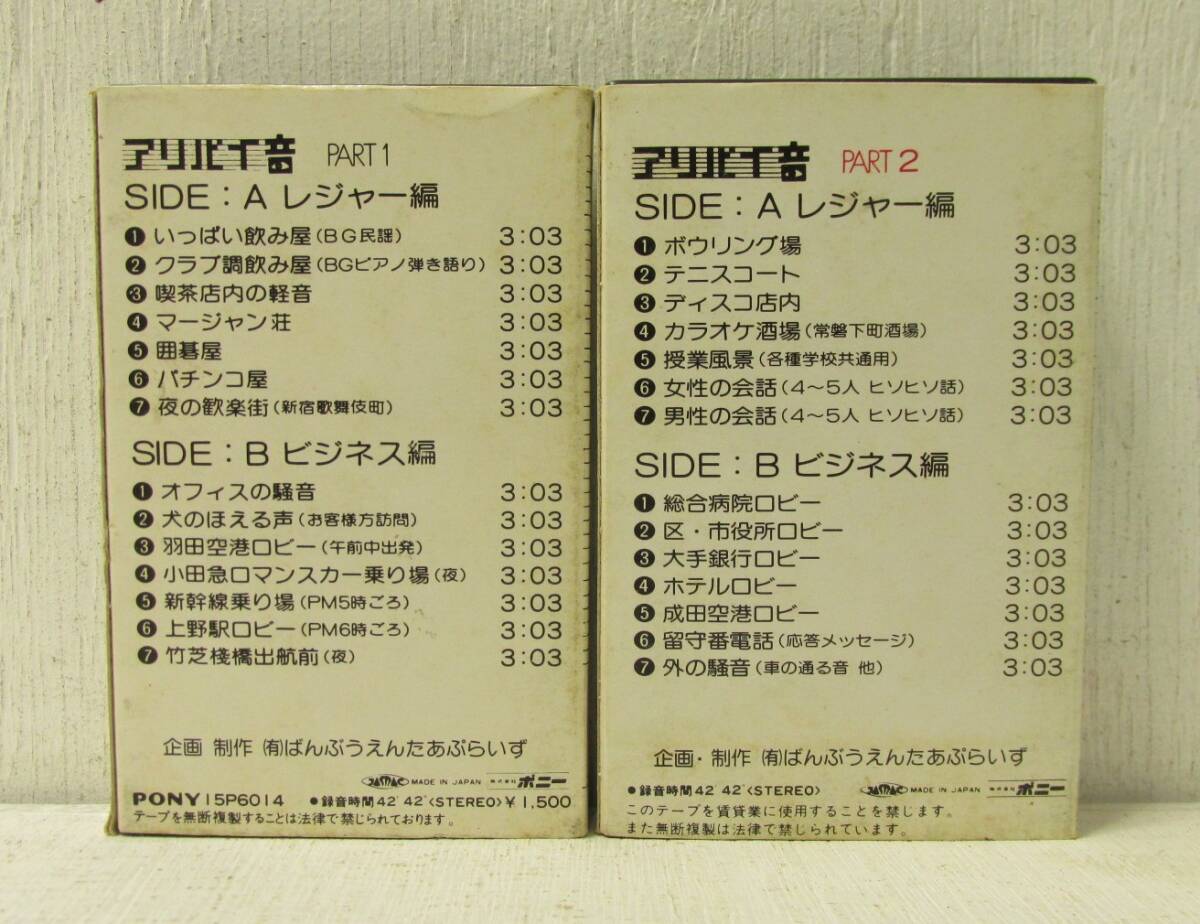 アリバイ音 PART 1
SIDE : A レジャー編
❶ いっぱい飲み屋(BG民謡) 3:03
❷ クラブ調飲み屋(BGピアノ弾き語り) 3:03
❸ 喫茶店内の軽音 3:03
❹ マージャン荘 3:03
❺ 囲碁屋 3:03
❻ パチンコ屋 3:03
❼ 夜の歓楽街(新宿歌舞伎町) 3:03
SIDE : B ビジネス編
❶ オフィスの騒音 3:03
❷ 犬のほえる声(お客様方訪問) 3:03
❸ 羽田空港ロビー(午前中出発) 3:03
❹ 小田急ロマンスカー乗り場(夜) 3:03
❺ 新幹線乗り場(PM5時ごろ) 3:03
❻ 上野駅ロビー(PM6時ごろ) 3:03
❼ 竹芝棧橋出航前(夜) 3:03
企画 制作 (有)ばんぶうえんたあぷらいず
JASRAC MADE IN JAPAN 株式会社 ポニー
PONY 15P6014 ●録音時間42′42″<STEREO>¥1,500
テープを無断複製することは法律で禁じられております。
アリバイ音 PART 2
SIDE : A レジャー編
❶ ボウリング場 3:03
❷ テニスコート 3:03
❸ ディスコ店内 3:03
❹ カラオケ酒場(常磐下町酒場) 3:03
❺ 授業風景(各種学校共通用) 3:03
❻ 女性の会話(4〜5人 ヒソヒソ話) 3:03
❼ 男性の会話(4〜5人 ヒソヒソ話) 3:03
SIDE : B ビジネス編
❶ 総合病院ロビー 3:03
❷ 区・市役所ロビー 3:03
❸ 大手銀行ロビー 3:03
❹ ホテルロビー 3:03
❺ 成田空港ロビー 3:03
❻ 留守番電話(応答メッセージ) 3:03
❼ 外の騒音(車の通る音 他) 3:03
企画・制作 (有)ばんぶうえんたあぷらいず
●録音時間42′42″<STEREO> JASRAC MADE IN JAPAN 株式会社 ポニー
このテープを賃貸業に使用することを禁じます。
また無断複製は法律で禁じられています。